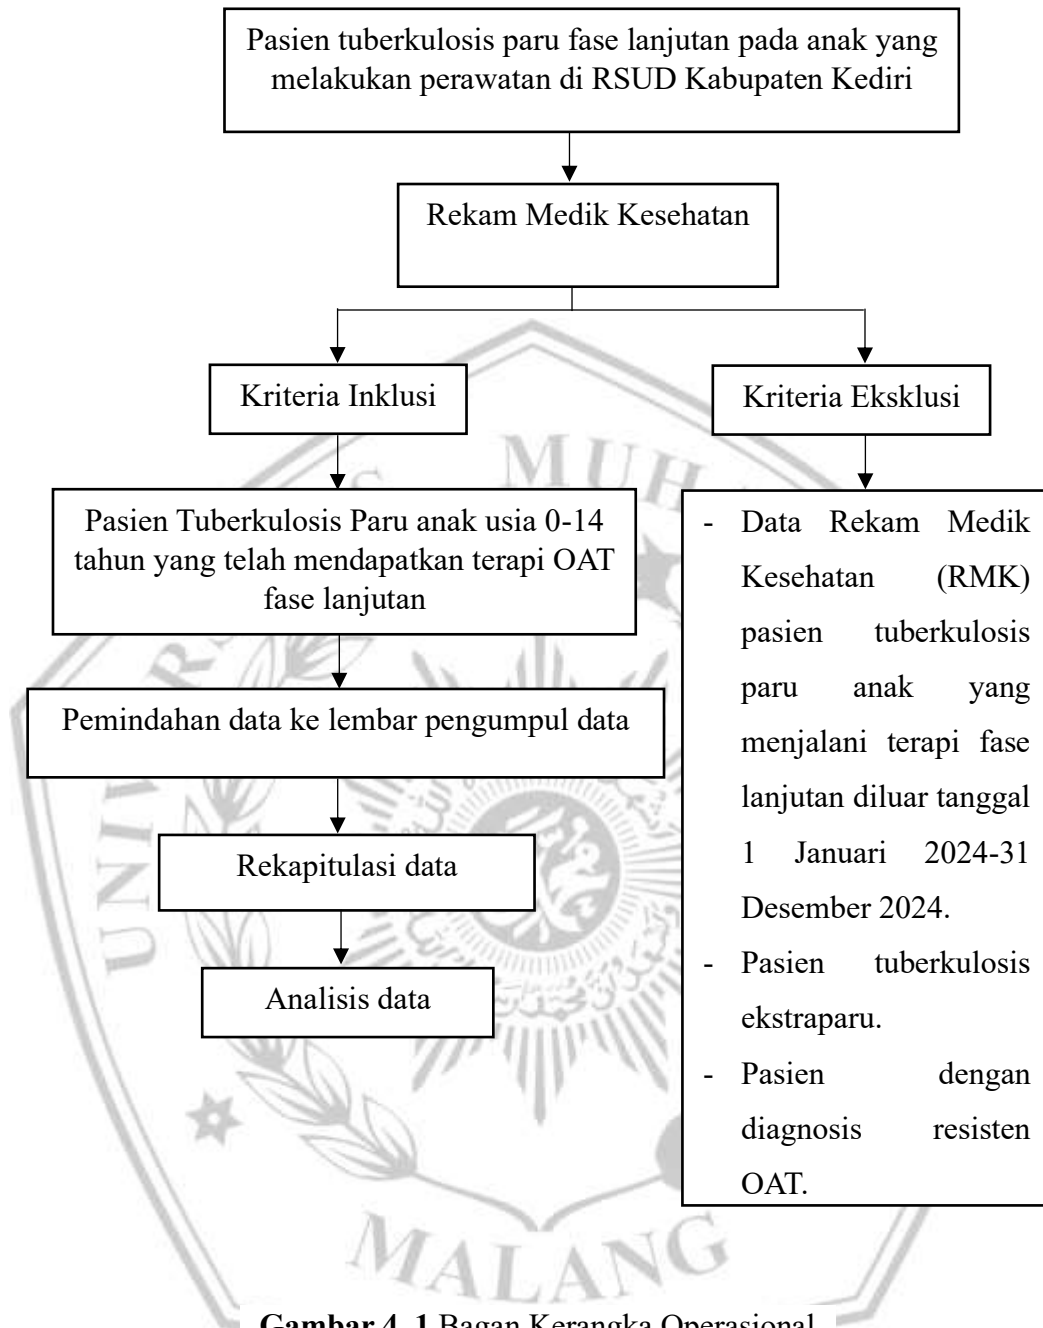 Pasien tuberkulosis paru fase lanjutan pada anak yang
melakukan perawatan di RSUD Kabupaten Kediri
Rekam Medik Kesehatan
Kriteria Inklusi
Kriteria Eksklusi
Pasien Tuberkulosis Paru anak usia 0-14
tahun yang telah mendapatkan terapi OAT
fase lanjutan
Pemindahan data ke lembar pengumpul data
Rekapitulasi data
Analisis data
- Data Rekam Medik
Kesehatan (RMK)
pasien tuberkulosis
paru anak yang
menjalani terapi fase
lanjutan diluar tanggal
1 Januari 2024-31
Desember 2024.
- Pasien tuberkulosis
ekstraparu.
- Pasien dengan
diagnosis resisten
OAT.
MUH
MALANG
Gambar 4. 1 Bagan Kerangka Operasional